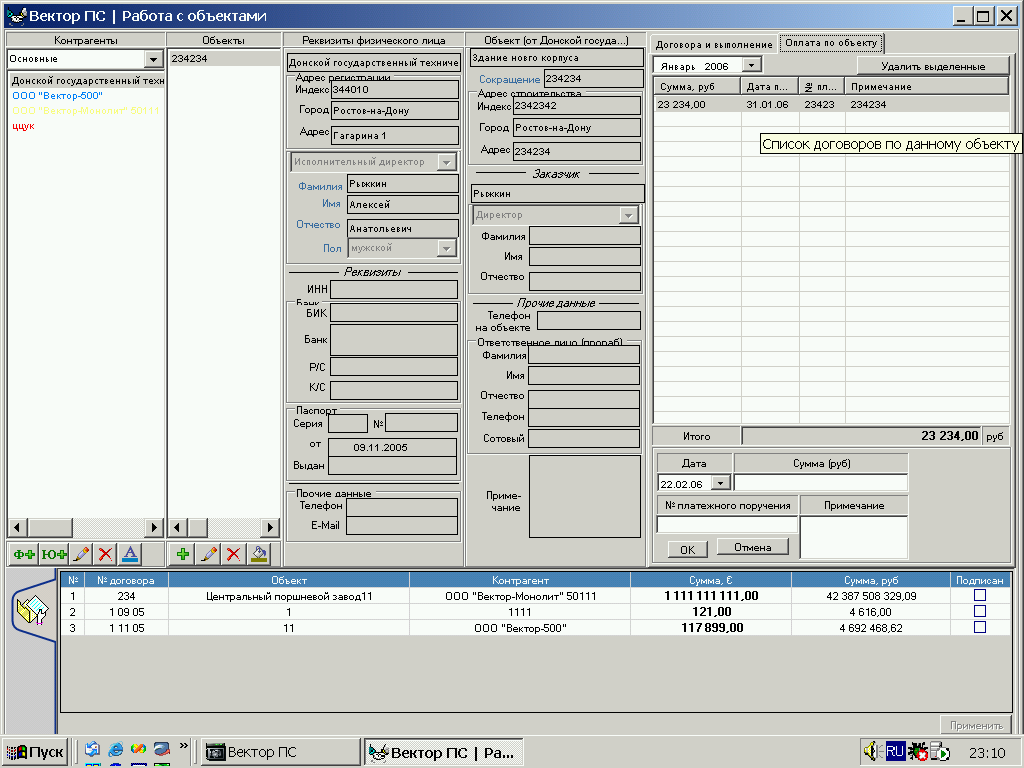 Вектор ПС | Работа с объектами
Контрагенты
Основные
Донской государственный техн
ООО "Вектор-500"
ООО "Вектор-Монолит" 50111
ццук
Ф+
Ю+
А
Объекты
234234
Реквизиты физического лица
Донской государственный техниче
Адрес регистрации
Индекс 344010
Город Ростов-на-Дону
Адрес Гагарина 1
Исполнительный директор
Фамилия Рыжкин
Имя Алексей
Отчество Анатольевич
Пол мужской
Реквизиты
ИНН
Банк
БИК
Банк
Р/С
К/С
Паспорт
Серия №
от 09.11.2005
Выдан
Прочие данные
Телефон
E-Mail
Объект (от Донской госуда...)
Здание новго корпуса
Сокращение 234234
Адрес строительства
Индекс 2342342
Город Ростов-на-Дону
Адрес 234234
Заказчик
Рыжкин
Директор
Фамилия
Имя
Отчество
Прочие данные
Телефон
на объекте
Ответственное лицо (прораб)
Фамилия
Имя
Отчество
Телефон
Сотовый
Приме-
чание
Договора и выполнение Оплата по объекту
Январь 2006 Удалить выделенные
Сумма, руб Дата п... № пл... Примечание
23 234,00 31.01.06 23423 234234
Список договоров по данному объекту
Итого 23 234,00 руб
Дата Сумма (руб)
22.02.06
№ платежного поручения Примечание
OK Отмена
№ № договора Объект Контрагент Сумма, € Сумма, руб Подписан
1 234 Центральный поршневой завод11 ООО "Вектор-Монолит" 50111 1 111 111 111,00 42 387 508 329,09
2 1 09 05 1 1111 121,00 4 616,00
3 1 11 05 11 ООО "Вектор-500" 117 899,00 4 692 468,62
Применить
Пуск » Вектор ПС Вектор ПС | Ра... RU 23:10